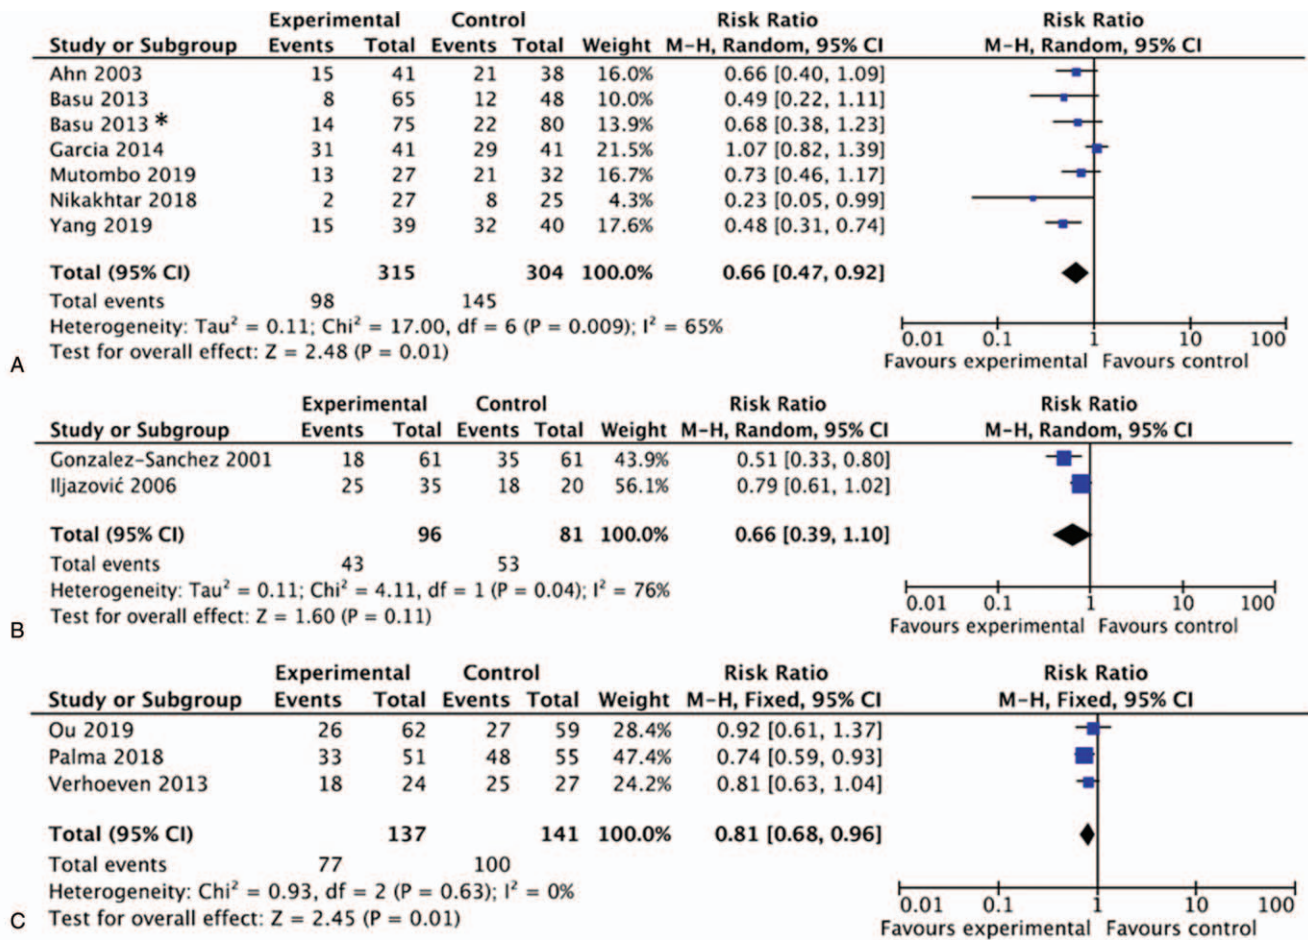 Experimental Control Risk Ratio Risk Ratio
Study or Subgroup Events Total Events Total Weight M-H, Random, 95% CI M-H, Random, 95% CI
Ahn 2003 15 41 21 38 16.0% 0.66 [0.40, 1.09]
Basu 2013 8 65 12 48 10.0% 0.49 [0.22, 1.11]
Basu 2013 * 14 75 22 80 13.9% 0.68 [0.38, 1.23]
Garcia 2014 31 41 29 41 21.5% 1.07 [0.82, 1.39]
Mutombo 2019 13 27 21 32 16.7% 0.73 [0.46, 1.17]
Nikakhtar 2018 2 27 8 25 4.3% 0.23 [0.05, 0.99]
Yang 2019 15 39 32 40 17.6% 0.48 [0.31, 0.74]
Total (95% CI) 315 304 100.0% 0.66 [0.47, 0.92]
Total events 98 145
Heterogeneity: Tau² = 0.11; Chi² = 17.00, df = 6 (P = 0.009); I² = 65%
Test for overall effect: Z = 2.48 (P = 0.01)
0.01 0.1 1 10 100
Favours experimental Favours control
A
Experimental Control Risk Ratio Risk Ratio
Study or Subgroup Events Total Events Total Weight M-H, Random, 95% CI M-H, Random, 95% CI
Gonzalez-Sanchez 2001 18 61 35 61 43.9% 0.51 [0.33, 0.80]
Iljazović 2006 25 35 18 20 56.1% 0.79 [0.61, 1.02]
Total (95% CI) 96 81 100.0% 0.66 [0.39, 1.10]
Total events 43 53
Heterogeneity: Tau² = 0.11; Chi² = 4.11, df = 1 (P = 0.04); I² = 76%
Test for overall effect: Z = 1.60 (P = 0.11)
0.01 0.1 1 10 100
Favours experimental Favours control
B
Experimental Control Risk Ratio Risk Ratio
Study or Subgroup Events Total Events Total Weight M-H, Fixed, 95% CI M-H, Fixed, 95% CI
Ou 2019 26 62 27 59 28.4% 0.92 [0.61, 1.37]
Palma 2018 33 51 48 55 47.4% 0.74 [0.59, 0.93]
Verhoeven 2013 18 24 25 27 24.2% 0.81 [0.63, 1.04]
Total (95% CI) 137 141 100.0% 0.81 [0.68, 0.96]
Total events 77 100
Heterogeneity: Chi² = 0.93, df = 2 (P = 0.63); I² = 0%
Test for overall effect: Z = 2.45 (P = 0.01)
0.01 0.1 1 10 100
Favours experimental Favours control
C